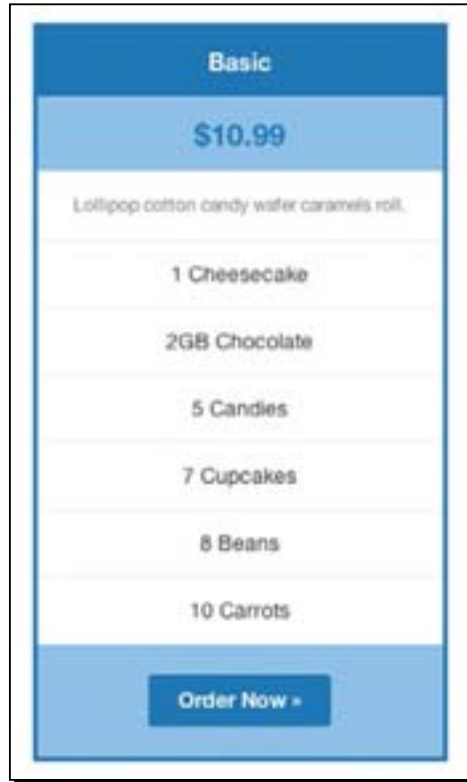 Basic
$10.99
Lollipop cotton candy wafer caramels roll.
1 Cheesecake
2GB Chocolate
5 Candies
7 Cupcakes
8 Beans
10 Carrots
Order Now »